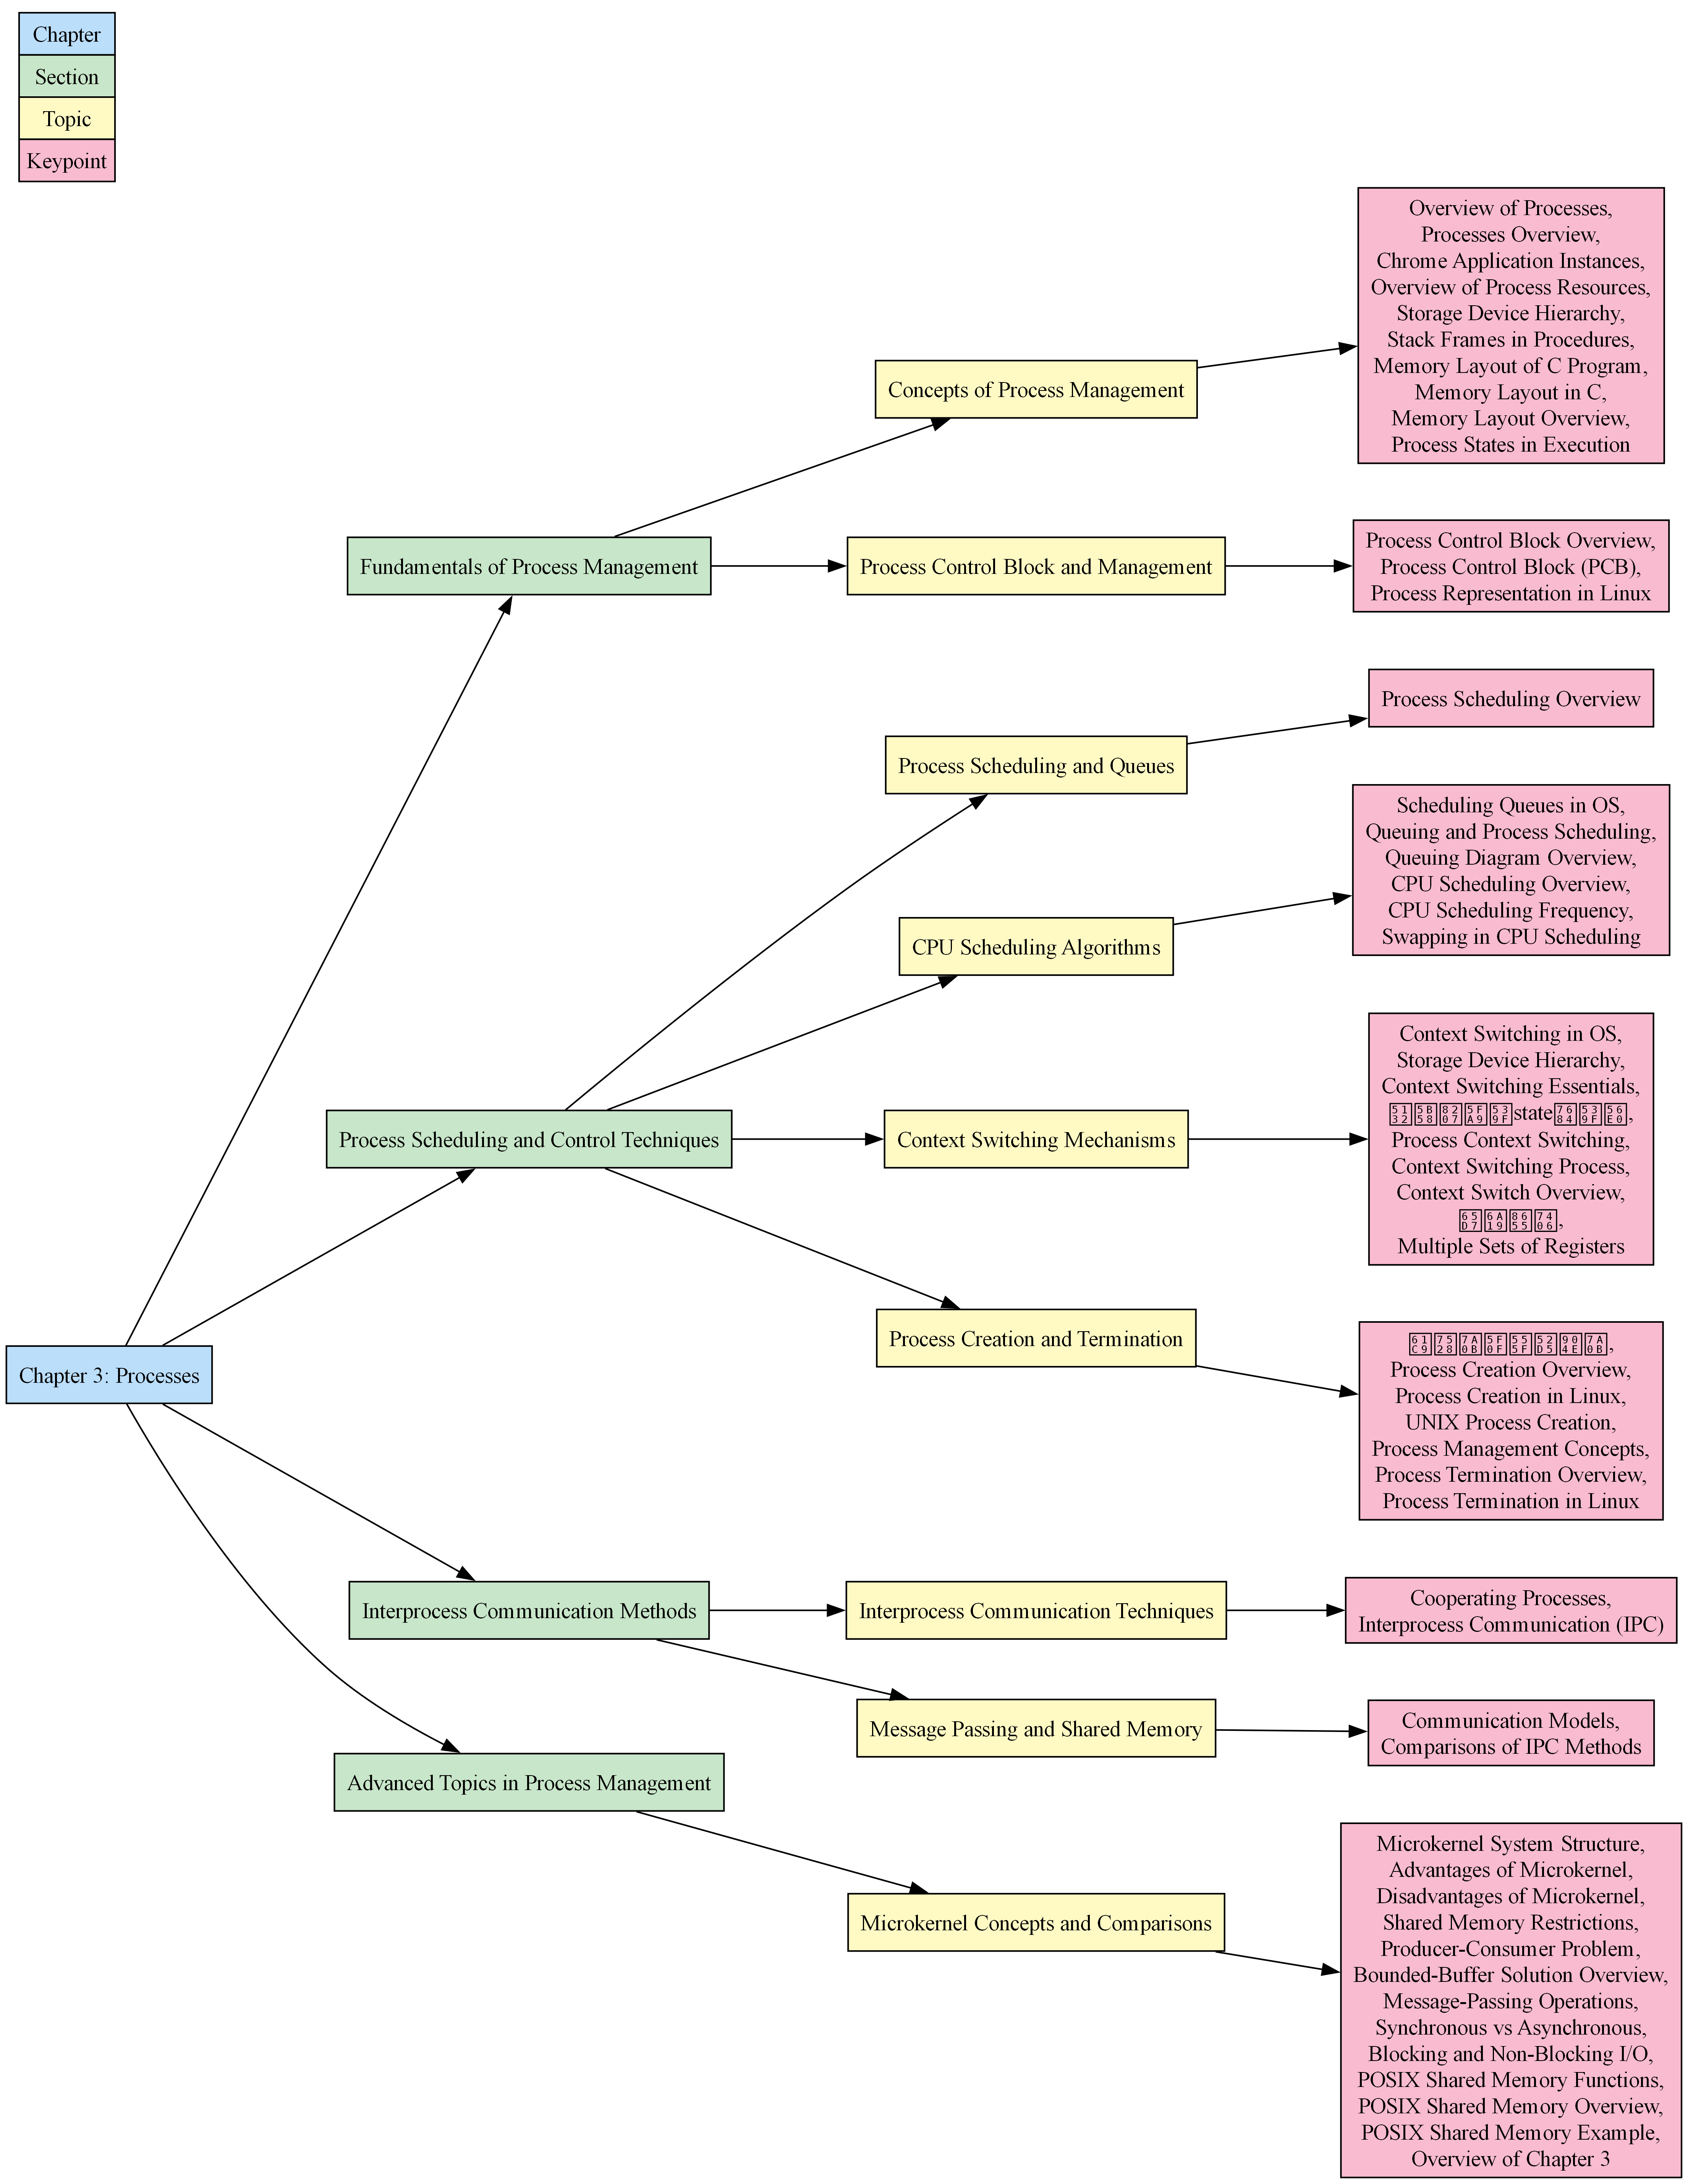 Chapter
Section
Topic
Keypoint
Chapter 3: Processes
Fundamentals of Process Management
Process Scheduling and Control Techniques
Interprocess Communication Methods
Advanced Topics in Process Management
Concepts of Process Management
Process Control Block and Management
Process Scheduling and Queues
CPU Scheduling Algorithms
Context Switching Mechanisms
Process Creation and Termination
Interprocess Communication Techniques
Message Passing and Shared Memory
Microkernel Concepts and Comparisons
Overview of Processes,
Processes Overview,
Chrome Application Instances,
Overview of Process Resources,
Storage Device Hierarchy,
Stack Frames in Procedures,
Memory Layout of C Program,
Memory Layout in C,
Memory Layout Overview,
Process States in Execution
Process Control Block Overview,
Process Control Block (PCB),
Process Representation in Linux
Process Scheduling Overview
Scheduling Queues in OS,
Queuing and Process Scheduling,
Queuing Diagram Overview,
CPU Scheduling Overview,
CPU Scheduling Frequency,
Swapping in CPU Scheduling
Context Switching in OS,
Storage Device Hierarchy,
Context Switching Essentials,
state
Process Context Switching,
Context Switching Process,
Context Switch Overview,
Multiple Sets of Registers
Process Creation Overview,
Process Creation in Linux,
UNIX Process Creation,
Process Management Concepts,
Process Termination Overview,
Process Termination in Linux
Cooperating Processes,
Interprocess Communication (IPC)
Communication Models,
Comparisons of IPC Methods
Microkernel System Structure,
Advantages of Microkernel,
Disadvantages of Microkernel,
Shared Memory Restrictions,
Producer-Consumer Problem,
Bounded-Buffer Solution Overview,
Message-Passing Operations,
Synchronous vs Asynchronous,
Blocking and Non-Blocking I/O,
POSIX Shared Memory Functions,
POSIX Shared Memory Overview,
POSIX Shared Memory Example,
Overview of Chapter 3